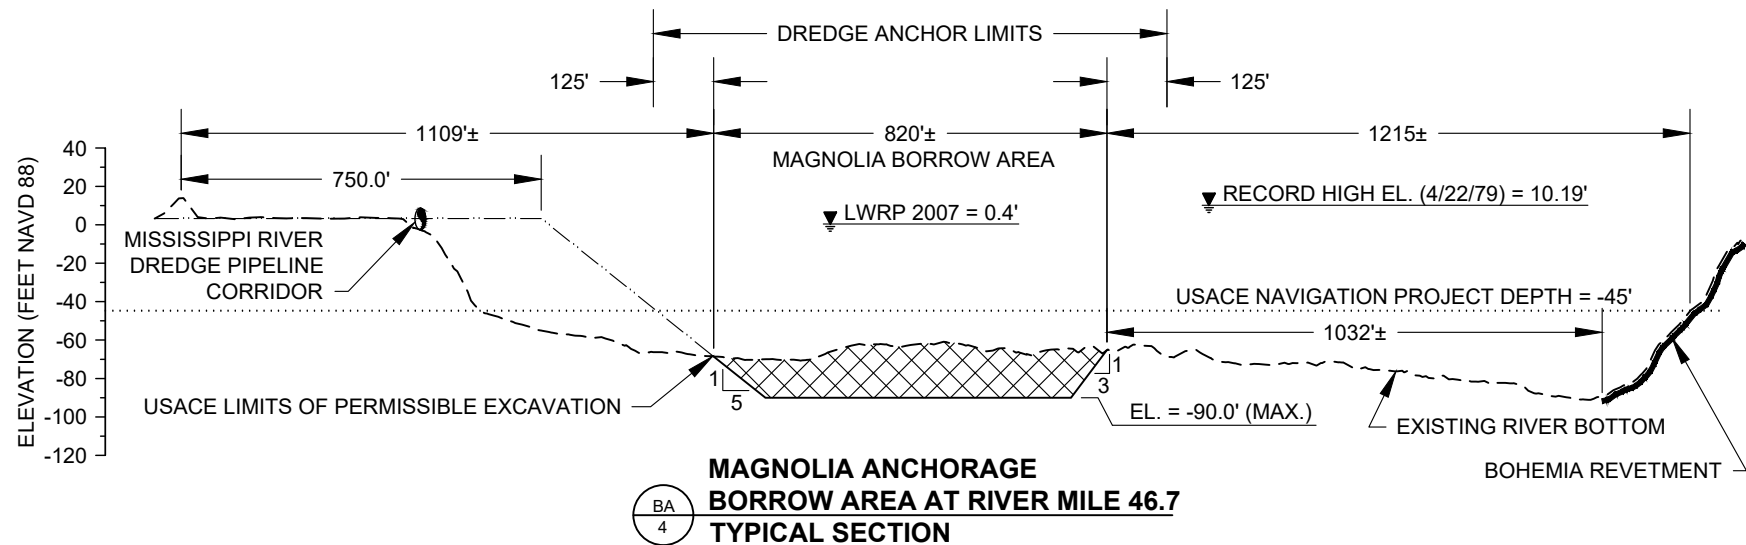 DREDGE ANCHOR LIMITS
125'
125'
1109'±
820'±
1215±
MAGNOLIA BORROW AREA
750.0'
LWRP 2007 = 0.4'
RECORD HIGH EL. (4/22/79) = 10.19'
ELEVATION (FEET NAVD 88)
40
20
0
-20
-40
-60
-80
-100
-120
MISSISSIPPI RIVER
DREDGE PIPELINE
CORRIDOR
USACE NAVIGATION PROJECT DEPTH = -45'
1032'±
1
5
1
3
USACE LIMITS OF PERMISSIBLE EXCAVATION
EL. = -90.0' (MAX.)
EXISTING RIVER BOTTOM
BOHEMIA REVETMENT
BA
4
MAGNOLIA ANCHORAGE
BORROW AREA AT RIVER MILE 46.7
TYPICAL SECTION